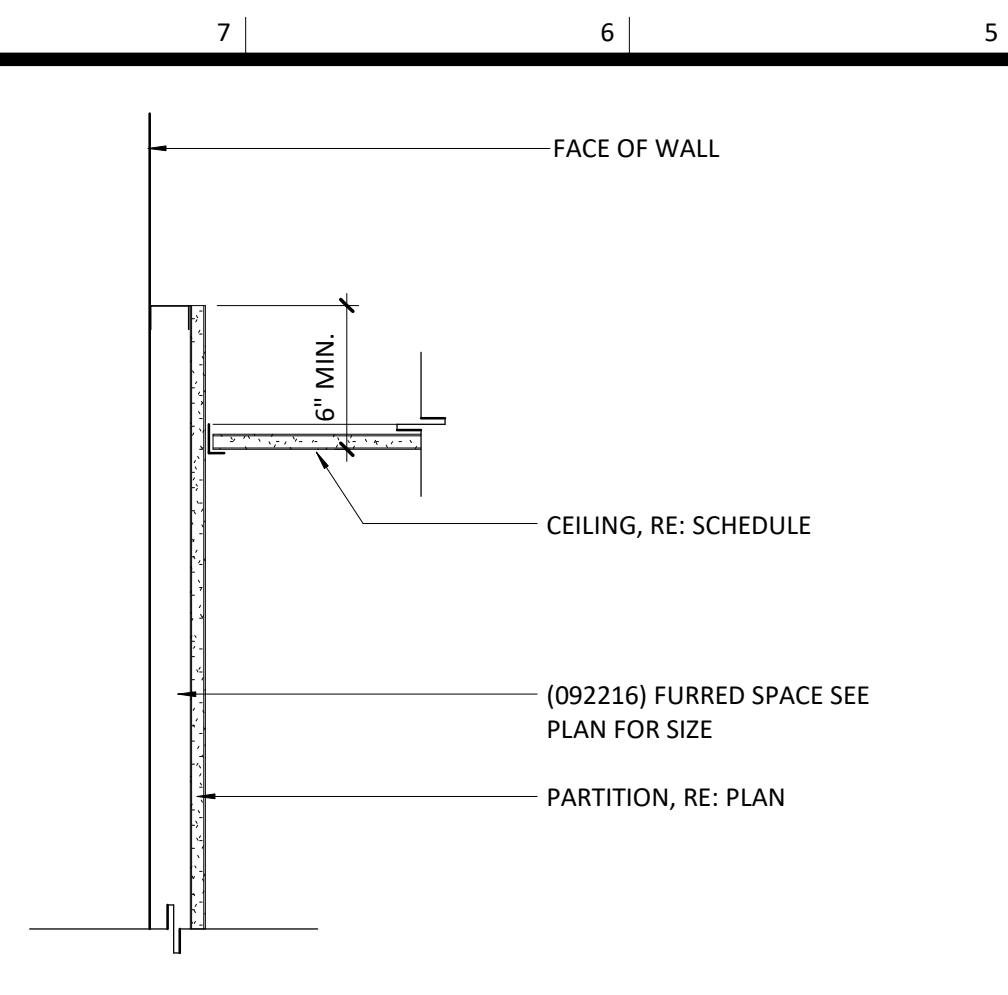 7
6
5
FACE OF WALL
6" MIN.
CEILING, RE: SCHEDULE
(092216) FURRED SPACE SEE
PLAN FOR SIZE
PARTITION, RE: PLAN